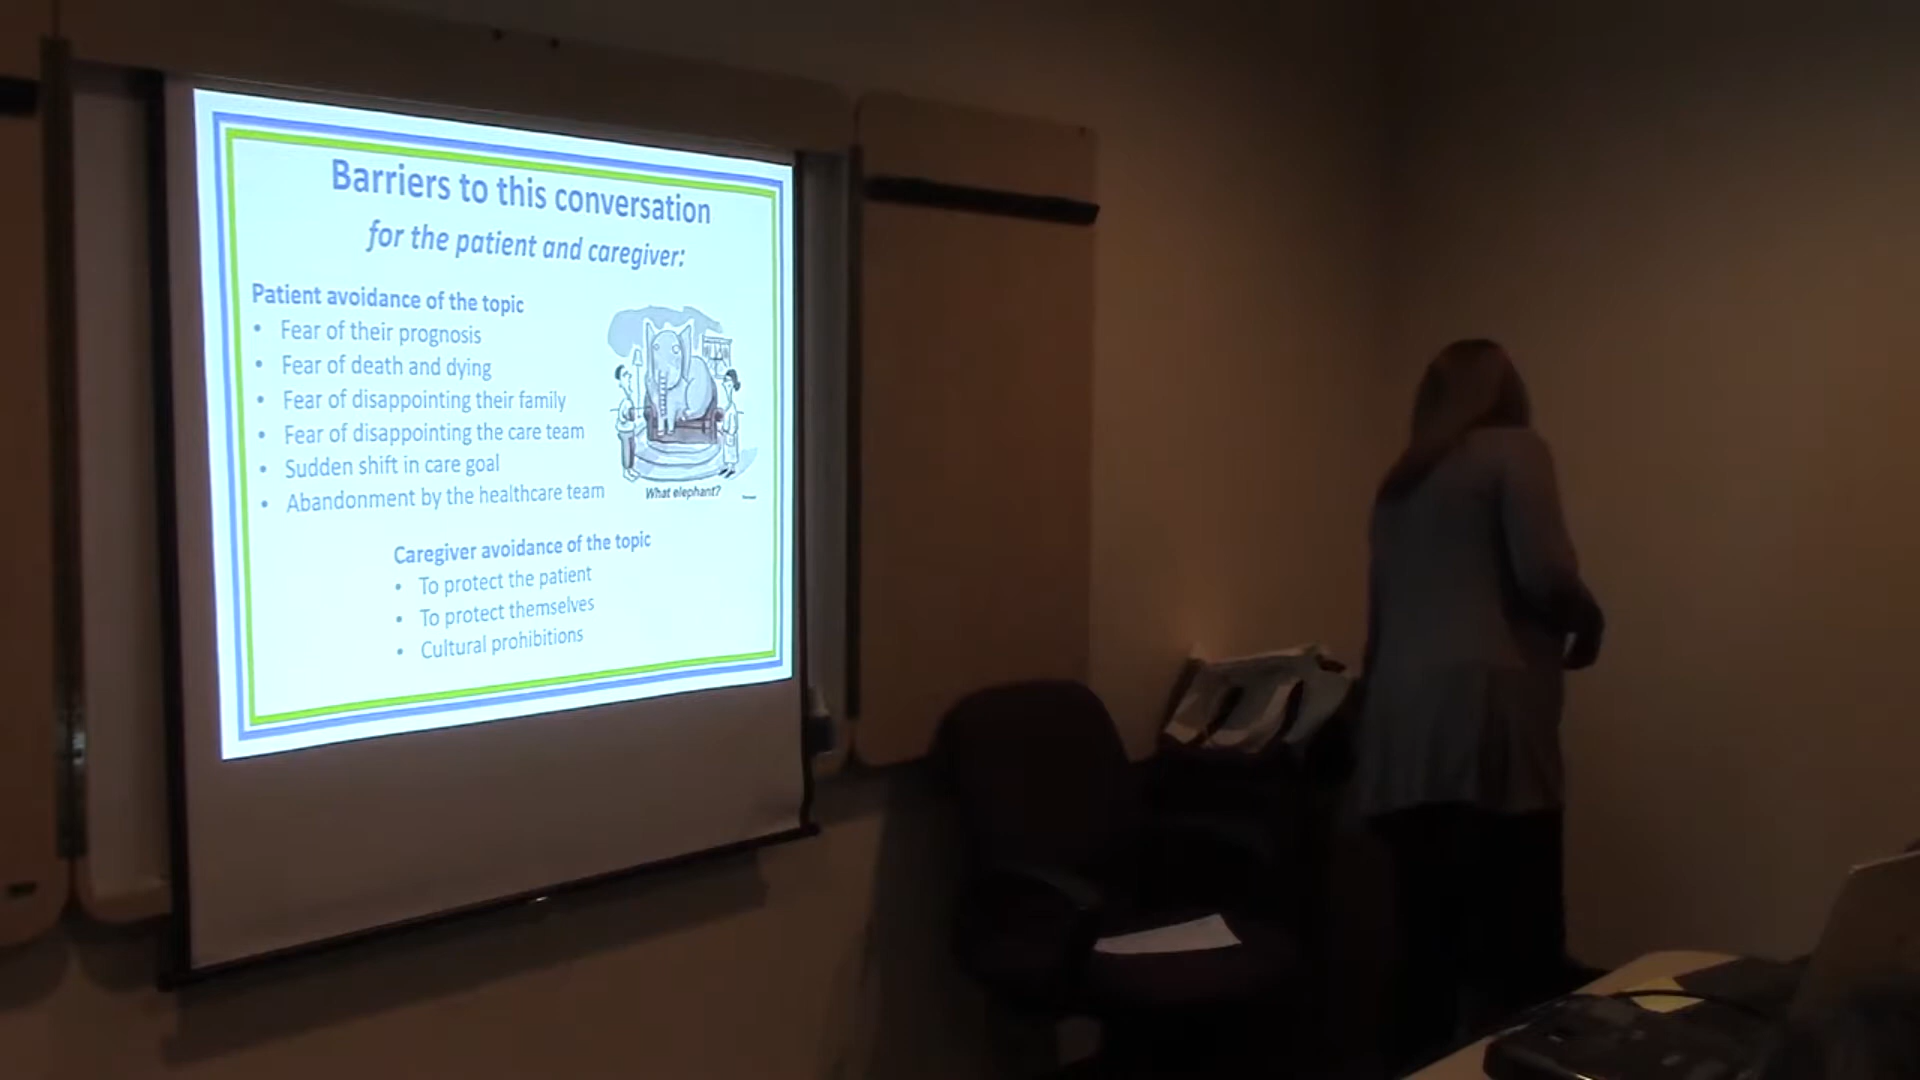 Barriers to this conversation
for the patient and caregiver:
Patient avoidance of the topic
• Fear of their prognosis
• Fear of death and dying
• Fear of disappointing their family
• Fear of disappointing the care team
• Sudden shift in care goal
• Abandonment by the healthcare team
What elephant?
Caregiver avoidance of the topic
• To protect the patient
• To protect themselves
• Cultural prohibitions